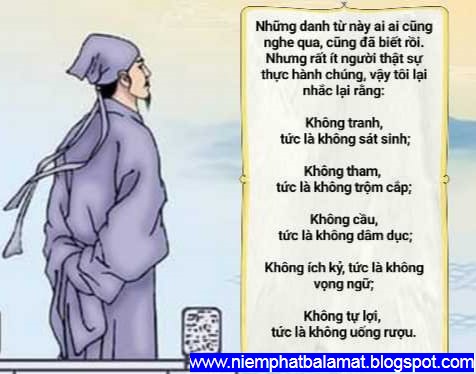 Những danh từ này ai ai cũng
nghe qua, cũng đã biết rồi.
Nhưng rất ít người thật sự
thực hành chúng, vậy tôi lại
nhắc lại rằng:
Không tranh,
tức là không sát sinh;
Không tham,
tức là không trộm cắp;
Không cầu,
tức là không dâm dục;
Không ích kỷ, tức là không
vọng ngữ;
Không tự lợi,
tức là không uống rượu.
www.niemphatbalamat.blogspot.com